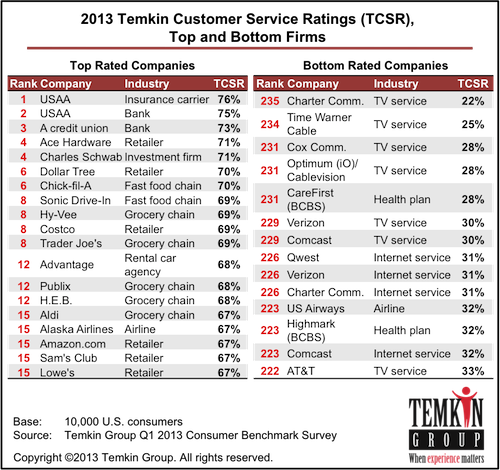 2013 Temkin Customer Service Ratings (TCSR),
Top and Bottom Firms
Top Rated Companies
Rank Company Industry TCSR
1 USAA Insurance carrier 76%
2 USAA Bank 75%
3 A credit union Bank 73%
4 Ace Hardware Retailer 71%
4 Charles Schwab Investment firm 71%
6 Dollar Tree Retailer 70%
6 Chick-fil-A Fast food chain 70%
8 Sonic Drive-In Fast food chain 69%
8 Hy-Vee Grocery chain 69%
8 Costco Retailer 69%
8 Trader Joe's Grocery chain 69%
12 Advantage Rental car
agency 68%
12 Publix Grocery chain 68%
12 H.E.B. Grocery chain 68%
15 Aldi Grocery chain 67%
15 Alaska Airlines Airline 67%
15 Amazon.com Retailer 67%
15 Sam's Club Retailer 67%
15 Lowe's Retailer 67%
Bottom Rated Companies
Rank Company Industry TCSR
235 Charter Comm. TV service 22%
234 Time Warner
Cable TV service 25%
231 Cox Comm. TV service 28%
231 Optimum (iO)/
Cablevision TV service 28%
231 CareFirst
(BCBS) Health plan 28%
229 Verizon TV service 30%
229 Comcast TV service 30%
226 Qwest Internet service 31%
226 Verizon Internet service 31%
226 Charter Comm. Internet service 31%
223 US Airways Airline 32%
223 Highmark
(BCBS) Health plan 32%
223 Comcast Internet service 32%
222 AT&T TV service 33%
Base: 10,000 U.S. consumers
Source: Temkin Group Q1 2013 Consumer Benchmark Survey
Copyright ©2013 Temkin Group. All rights reserved.
TEMKIN
GROUP
When experience matters